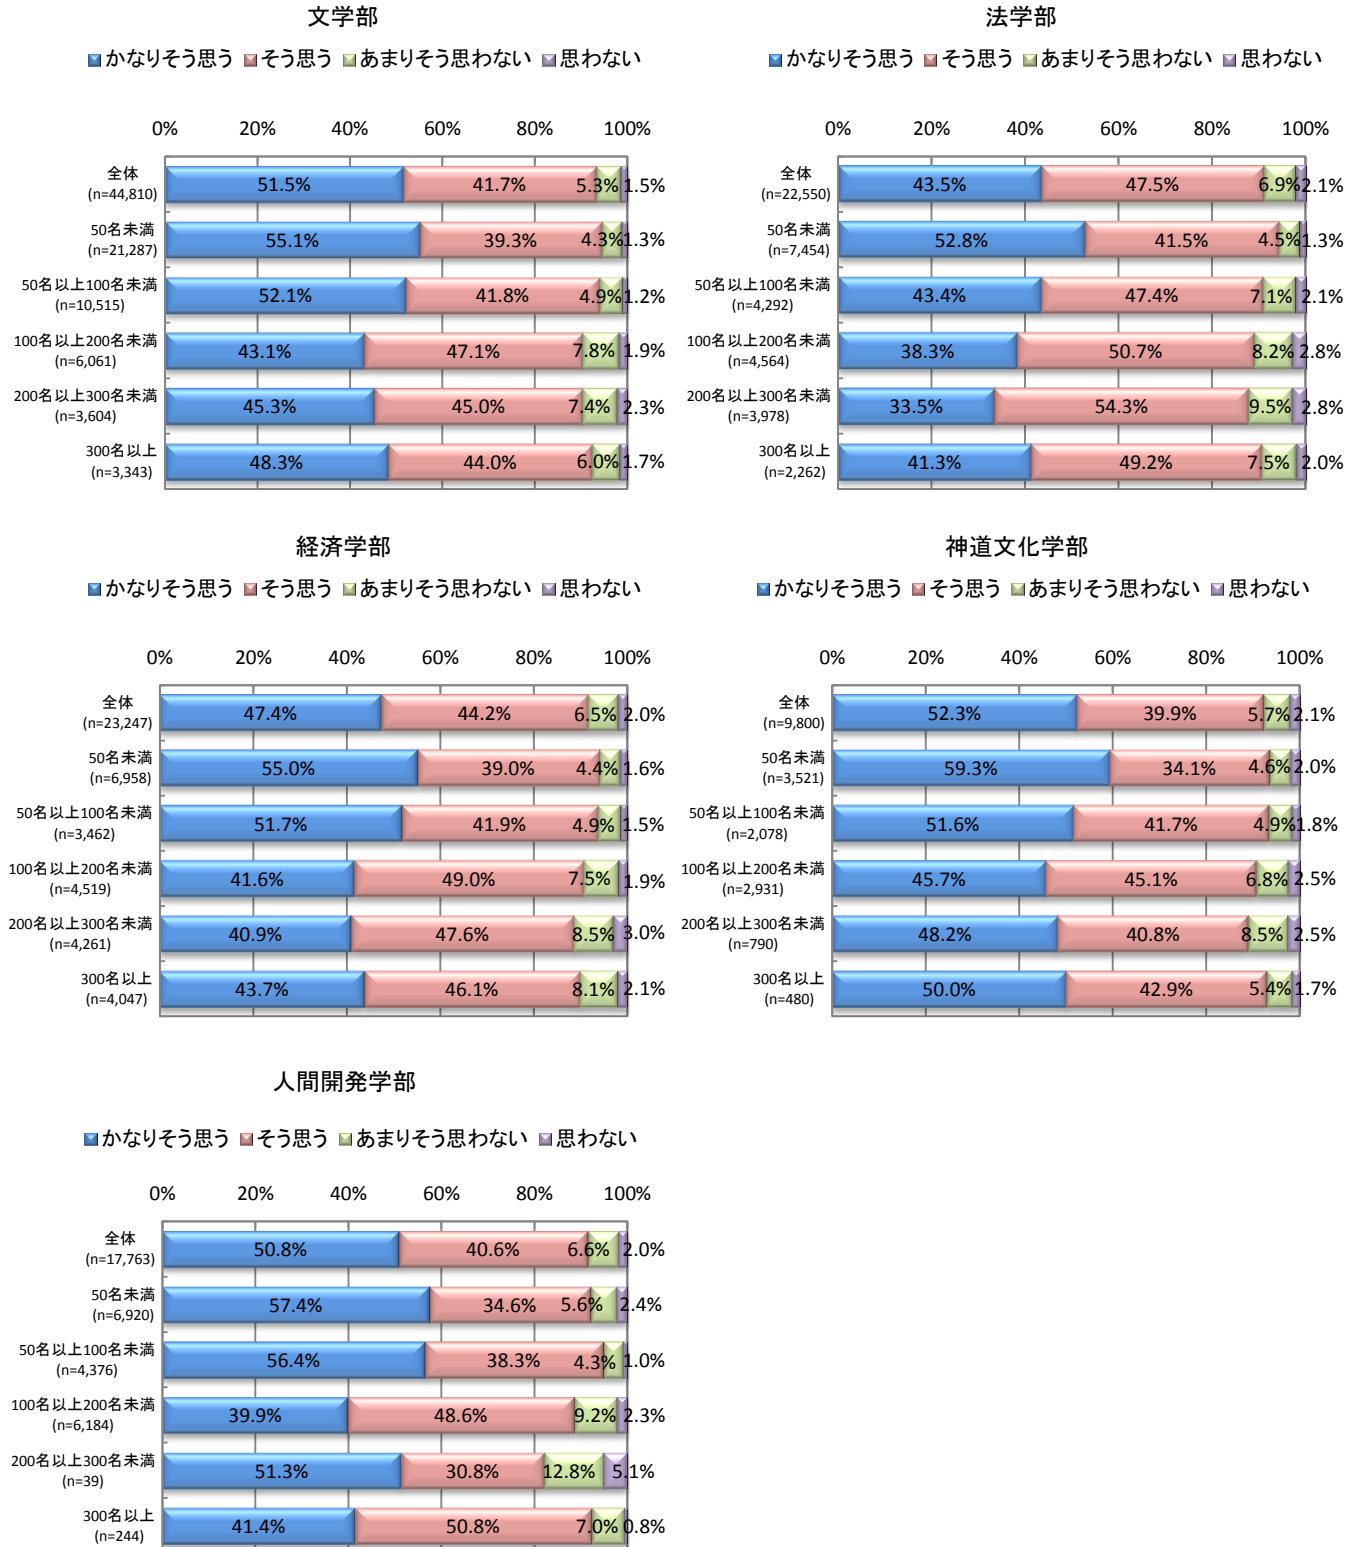 文学部
かなりそう思う そう思う あまりそう思わない 思わない
0% 20% 40% 60% 80% 100%
全体
(n=44,810)
51.5% 41.7% 5.3% 1.5%
50名未満
(n=21,287)
55.1% 39.3% 4.3% 1.3%
50名以上100名未満
(n=10,515)
52.1% 41.8% 4.9% 1.2%
100名以上200名未満
(n=6,061)
43.1% 47.1% 7.8% 1.9%
200名以上300名未満
(n=3,604)
45.3% 45.0% 7.4% 2.3%
300名以上
(n=3,343)
48.3% 44.0% 6.0% 1.7%
法学部
かなりそう思う そう思う あまりそう思わない 思わない
0% 20% 40% 60% 80% 100%
全体
(n=22,550)
43.5% 47.5% 6.9% 2.1%
50名未満
(n=7,454)
52.8% 41.5% 4.5% 1.3%
50名以上100名未満
(n=4,292)
43.4% 47.4% 7.1% 2.1%
100名以上200名未満
(n=4,564)
38.3% 50.7% 8.2% 2.8%
200名以上300名未満
(n=3,978)
33.5% 54.3% 9.5% 2.8%
300名以上
(n=2,262)
41.3% 49.2% 7.5% 2.0%
経済学部
かなりそう思う そう思う あまりそう思わない 思わない
0% 20% 40% 60% 80% 100%
全体
(n=23,247)
47.4% 44.2% 6.5% 2.0%
50名未満
(n=6,958)
55.0% 39.0% 4.4% 1.6%
50名以上100名未満
(n=3,462)
51.7% 41.9% 4.9% 1.5%
100名以上200名未満
(n=4,519)
41.6% 49.0% 7.5% 1.9%
200名以上300名未満
(n=4,261)
40.9% 47.6% 8.5% 3.0%
300名以上
(n=4,047)
43.7% 46.1% 8.1% 2.1%
神道文化学部
かなりそう思う そう思う あまりそう思わない 思わない
0% 20% 40% 60% 80% 100%
全体
(n=9,800)
52.3% 39.9% 5.7% 2.1%
50名未満
(n=3,521)
59.3% 34.1% 4.6% 2.0%
50名以上100名未満
(n=2,078)
51.6% 41.7% 4.9% 1.8%
100名以上200名未満
(n=2,931)
45.7% 45.1% 6.8% 2.5%
200名以上300名未満
(n=790)
48.2% 40.8% 8.5% 2.5%
300名以上
(n=480)
50.0% 42.9% 5.4% 1.7%
人間開発学部
かなりそう思う そう思う あまりそう思わない 思わない
0% 20% 40% 60% 80% 100%
全体
(n=17,763)
50.8% 40.6% 6.6% 2.0%
50名未満
(n=6,920)
57.4% 34.6% 5.6% 2.4%
50名以上100名未満
(n=4,376)
56.4% 38.3% 4.3% 1.0%
100名以上200名未満
(n=6,184)
39.9% 48.6% 9.2% 2.3%
200名以上300名未満
(n=39)
51.3% 30.8% 12.8% 5.1%
300名以上
(n=244)
41.4% 50.8% 7.0% 0.8%